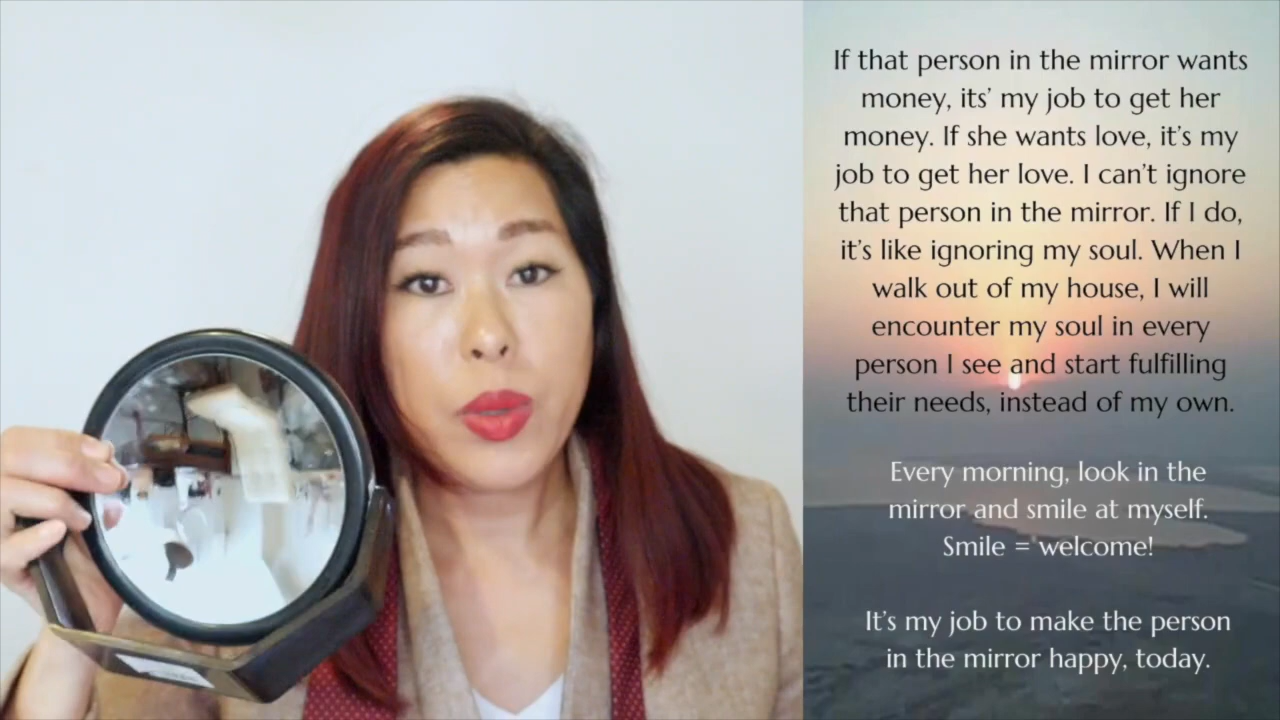 If that person in the mirror wants
money, its’ my job to get her
money. If she wants love, it’s my
job to get her love. I can’t ignore
that person in the mirror. If I do,
it’s like ignoring my soul. When I
walk out of my house, I will
encounter my soul in every
person I see and start fulfilling
their needs, instead of my own.
Every morning, look in the
mirror and smile at myself.
Smile = welcome!
It’s my job to make the person
in the mirror happy, today.